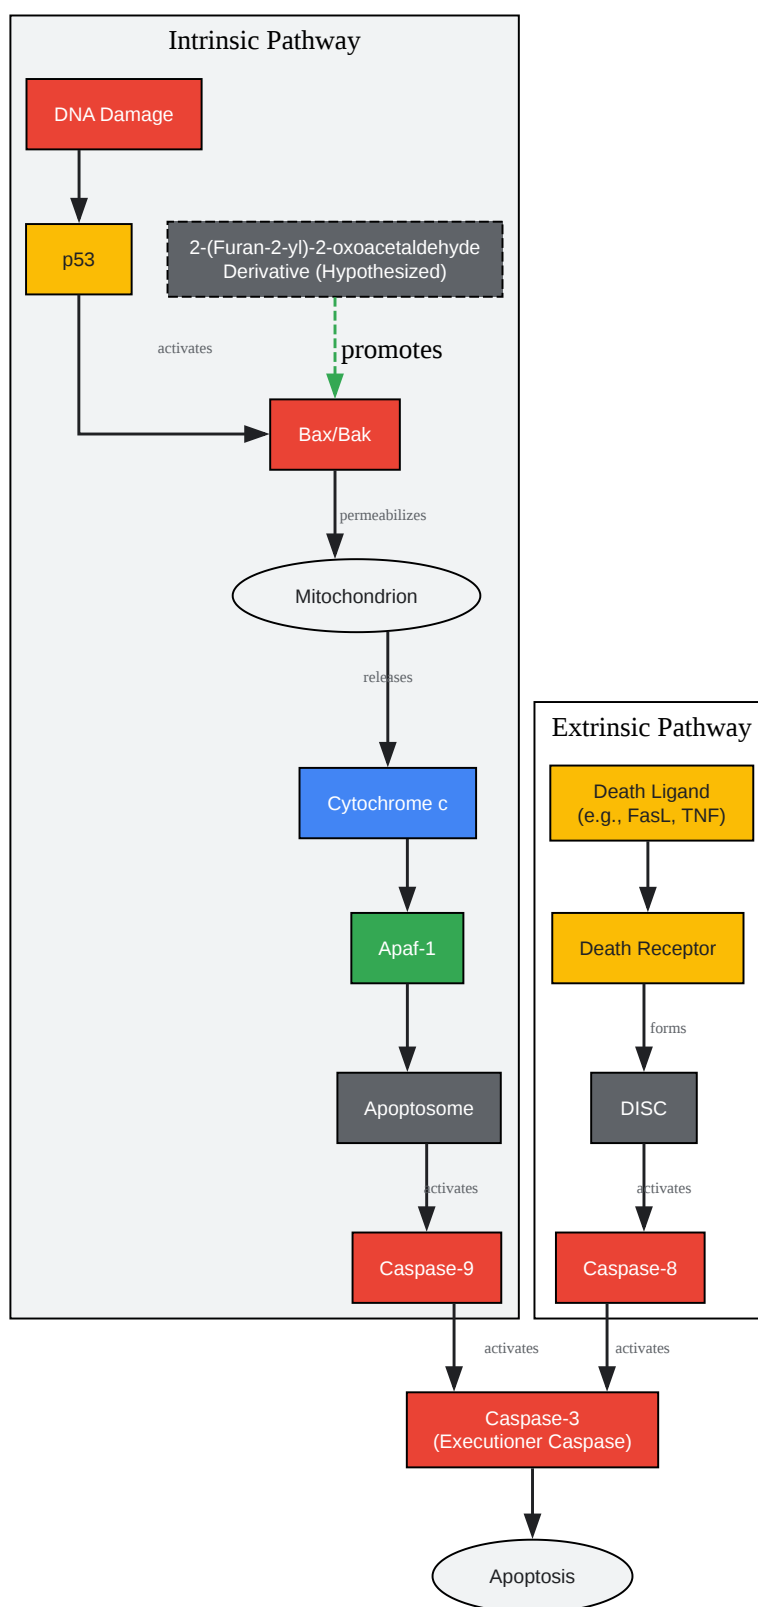 Intrinsic Pathway
DNA Damage
p53
2-(Furan-2-yl)-2-oxoacetaldehyde
Derivative (Hypothesized)
activates
promotes
Bax/Bak
permeabilizes
Mitochondrion
releases
Cytochrome c
Apaf-1
Apoptosome
activates
Caspase-9
activates
Extrinsic Pathway
Death Ligand
(e.g., FasL, TNF)
Death Receptor
forms
DISC
activates
Caspase-8
activates
Caspase-3
(Executioner Caspase)
Apoptosis